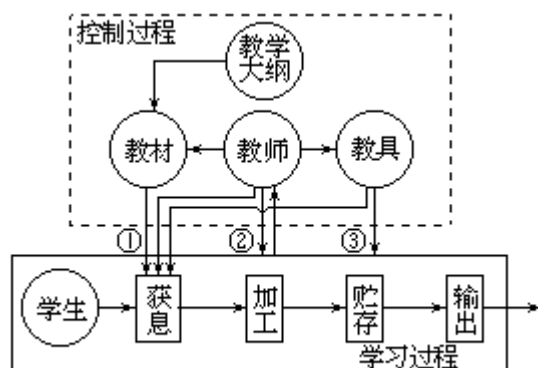 控制过程
教学
大纲
教材
教师
教具
①
②
③
学生
获息
加工
贮存
输出
学习过程